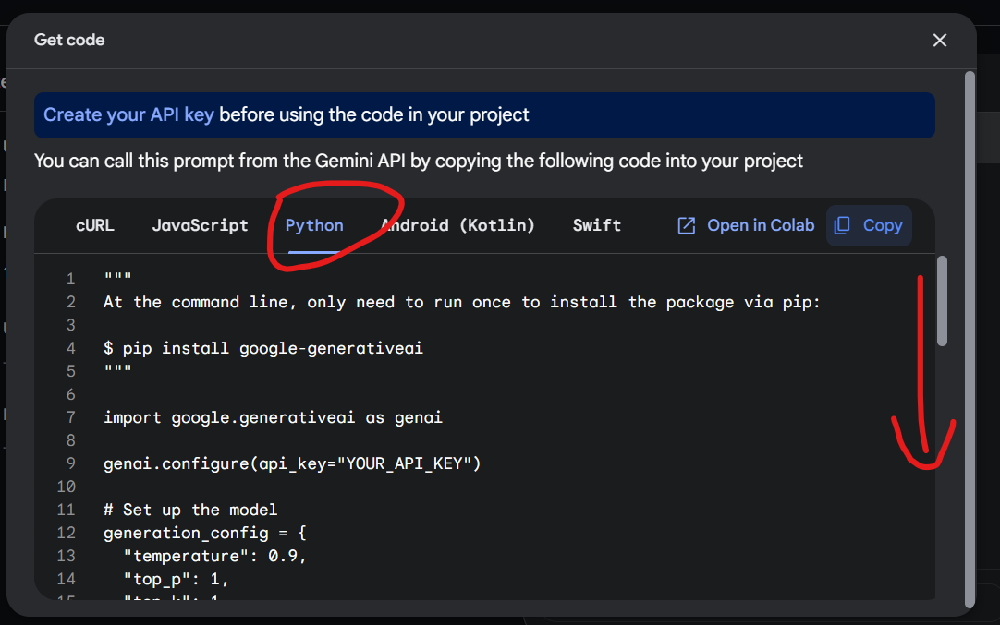 Get code
Create your API key before using the code in your project
You can call this prompt from the Gemini API by copying the following code into your project
cURL JavaScript Python Android (Kotlin) Swift Open in Colab Copy
1 """
2 At the command line, only need to run once to install the package via pip:
3
4 $ pip install google-generativeai
5 """
6
7 import google.generativeai as genai
8
9 genai.configure(api_key="YOUR_API_KEY")
10
11 # Set up the model
12 generation_config = {
13   "temperature": 0.9,
14   "top_p": 1,